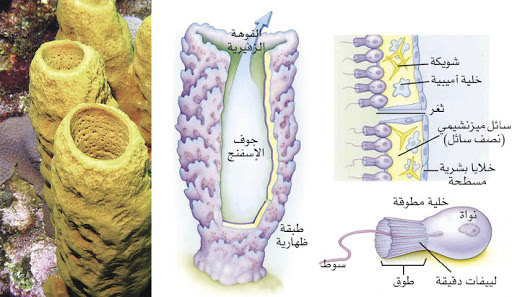 الفوهة
الزفيرية
جوف
الإسفنج
طبقة
ظهارية
شويكة
خلية أميبية
ثغر
سائل ميزنشيمي
(نصف سائل)
خلايا بشرية
مسطحة
خلية مطوقة
نواة
سوط
طوق
لييفات دقيقة